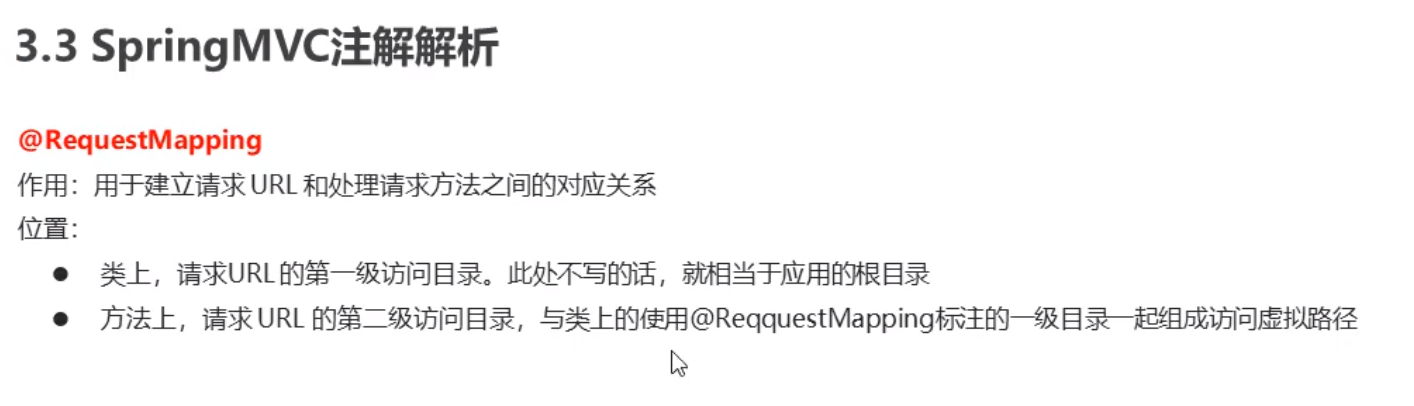 3.3 SpringMVC注解解析
@RequestMapping
作用：用于建立请求 URL 和处理请求方法之间的对应关系
位置：
● 类上，请求URL的第一级访问目录。此处不写的话，就相当于应用的根目录
● 方法上，请求 URL 的第二级访问目录，与类上的使用@ReqquestMapping标注的一级目录一起组成访问虚拟路径